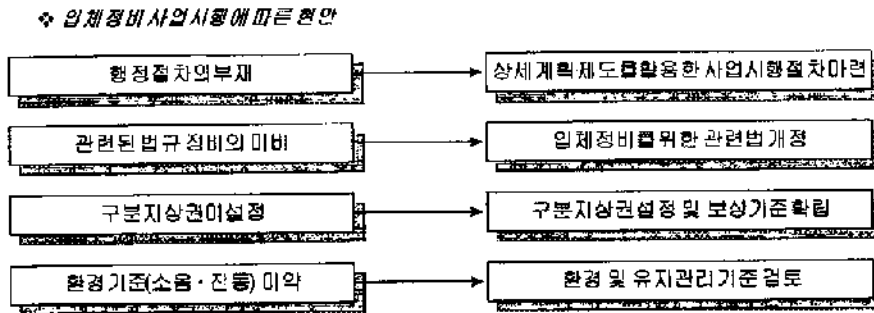 ❖ 입체정비사업시행에따른현안
행정절차의부재
상세계획제도를활용한사업시행절차마련
관련된법규정비의미비
입체정비를위한관련법개정
구분지상권미설정
구분지상권설정 및 보상기준확립
환경기준(소음·진동) 미약
환경 및 유지관리기준검토